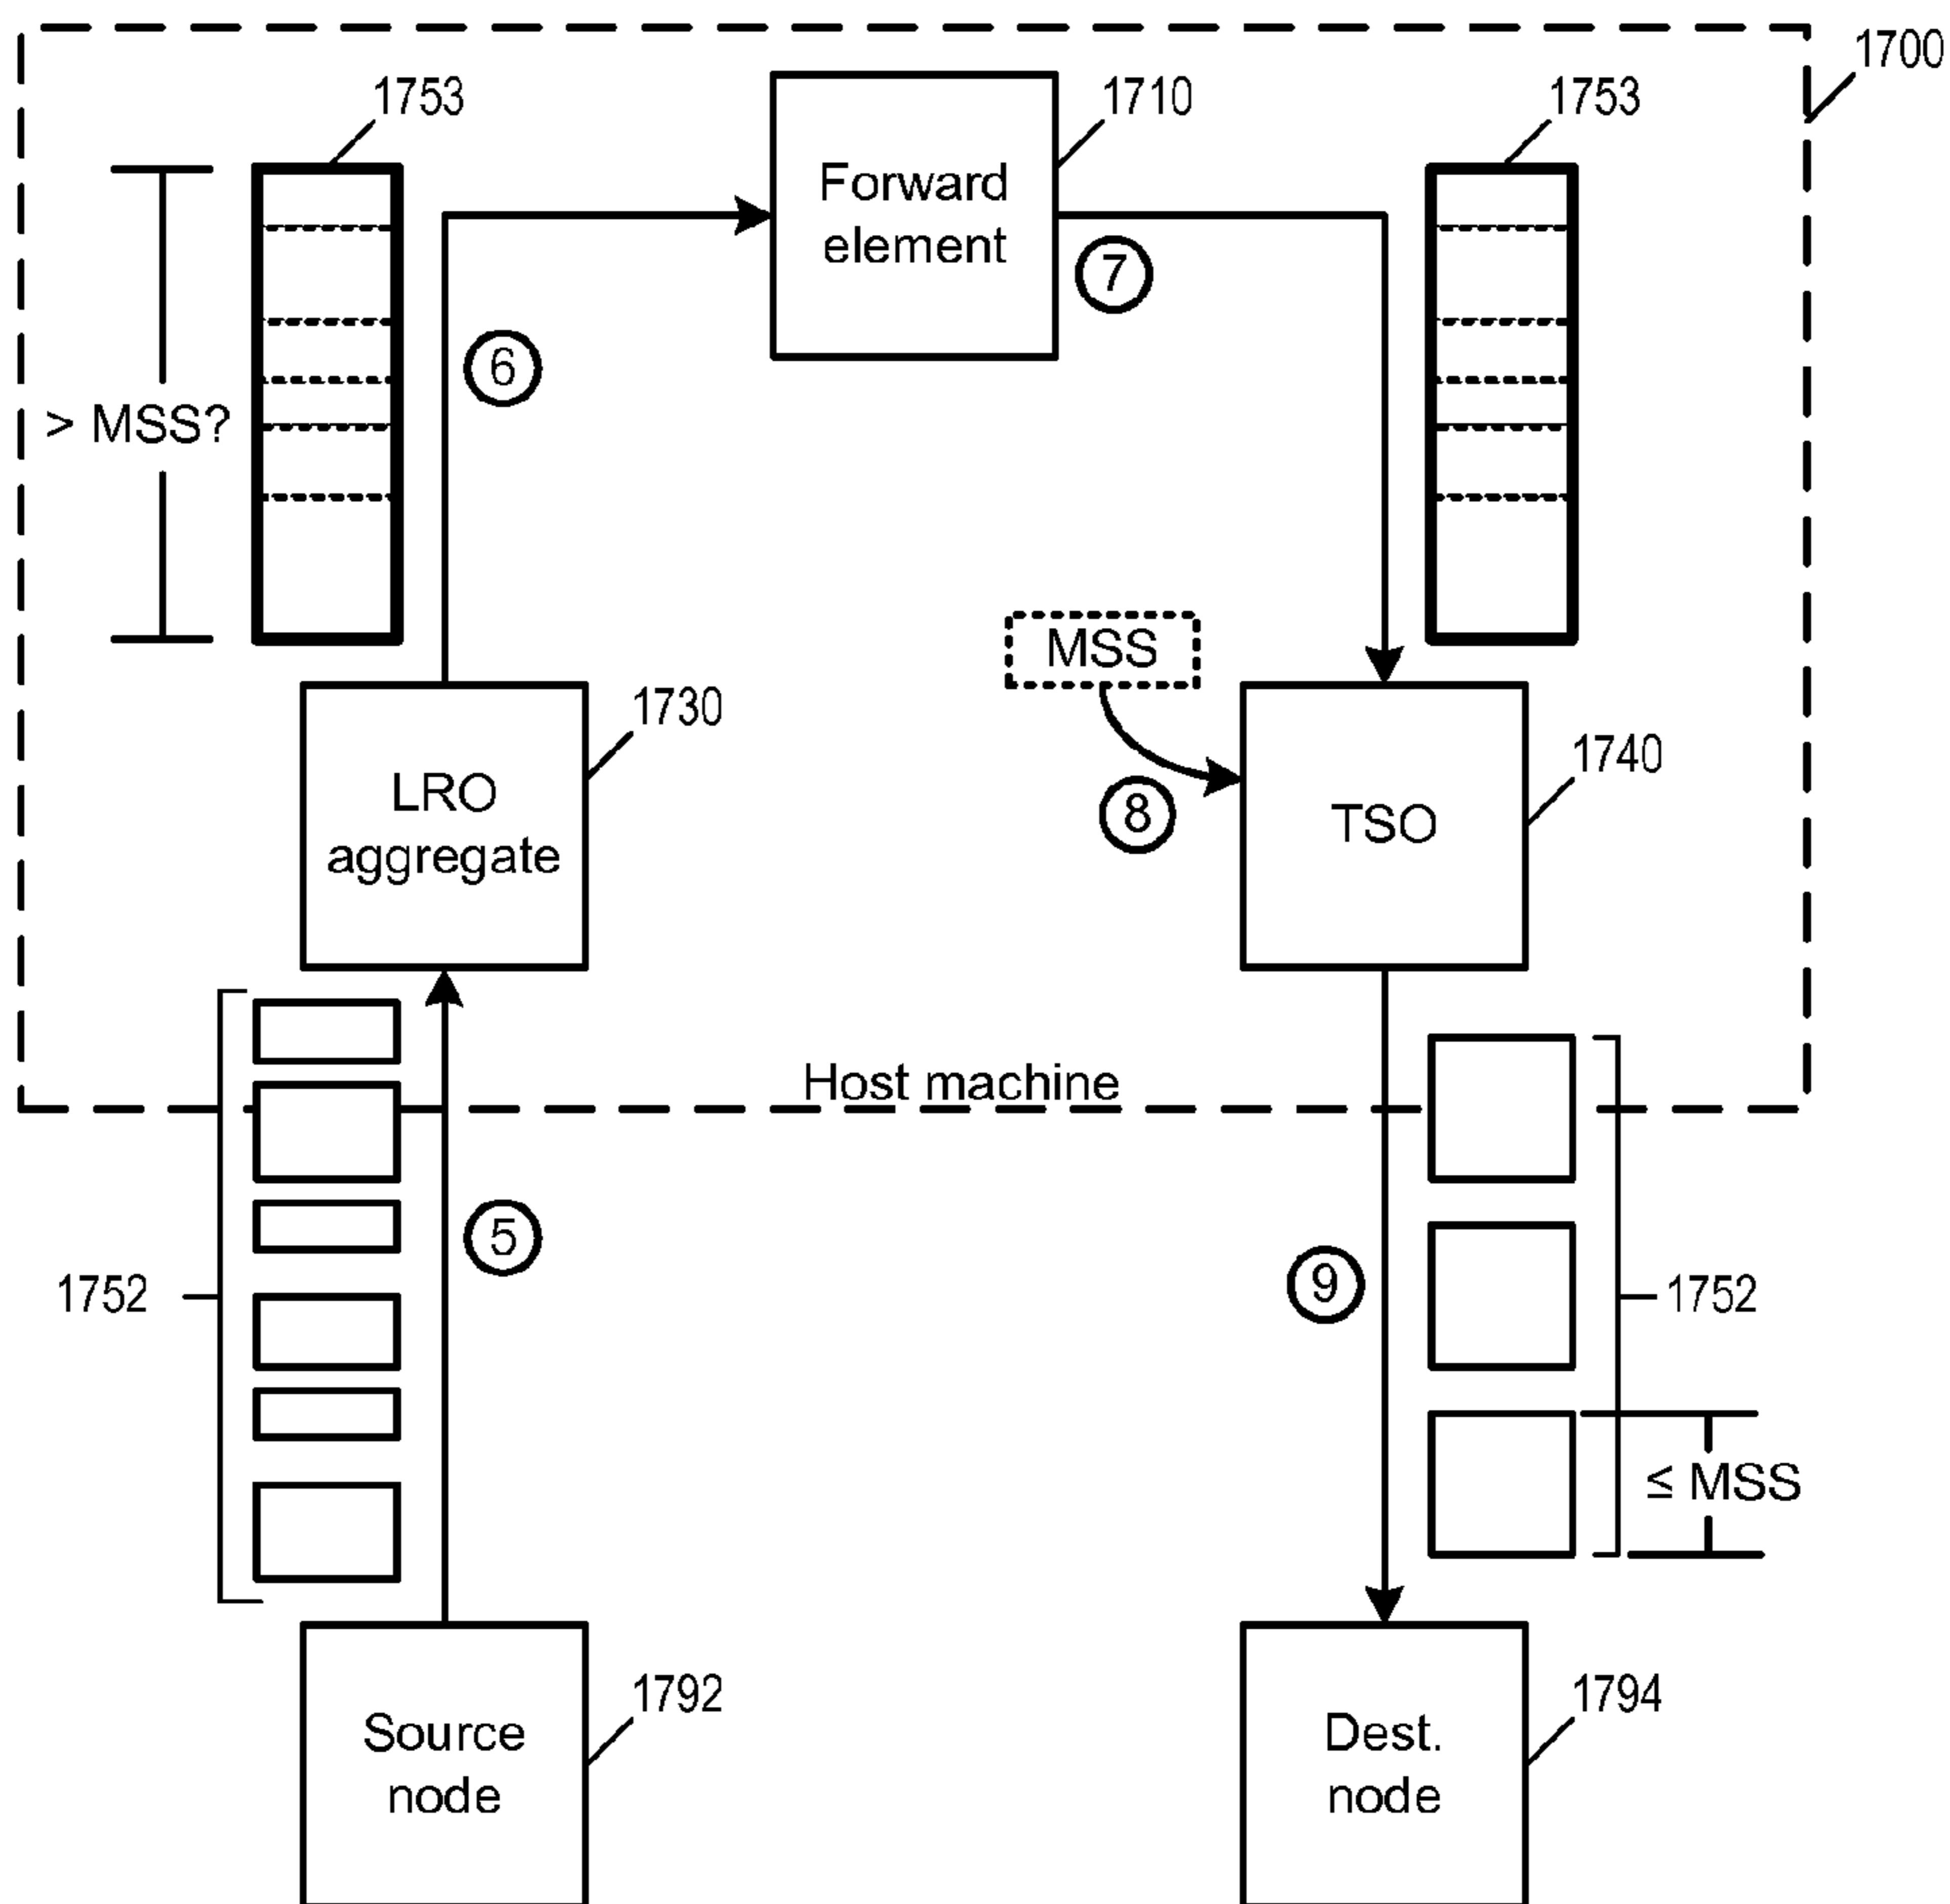 1700
1753
1710
1753
Forward
element
7
6
> MSS?
MSS
1730
1740
LRO
aggregate
8
TSO
Host machine
5
9
1752
1752
≤ MSS
1792
1794
Source
node
Dest.
node